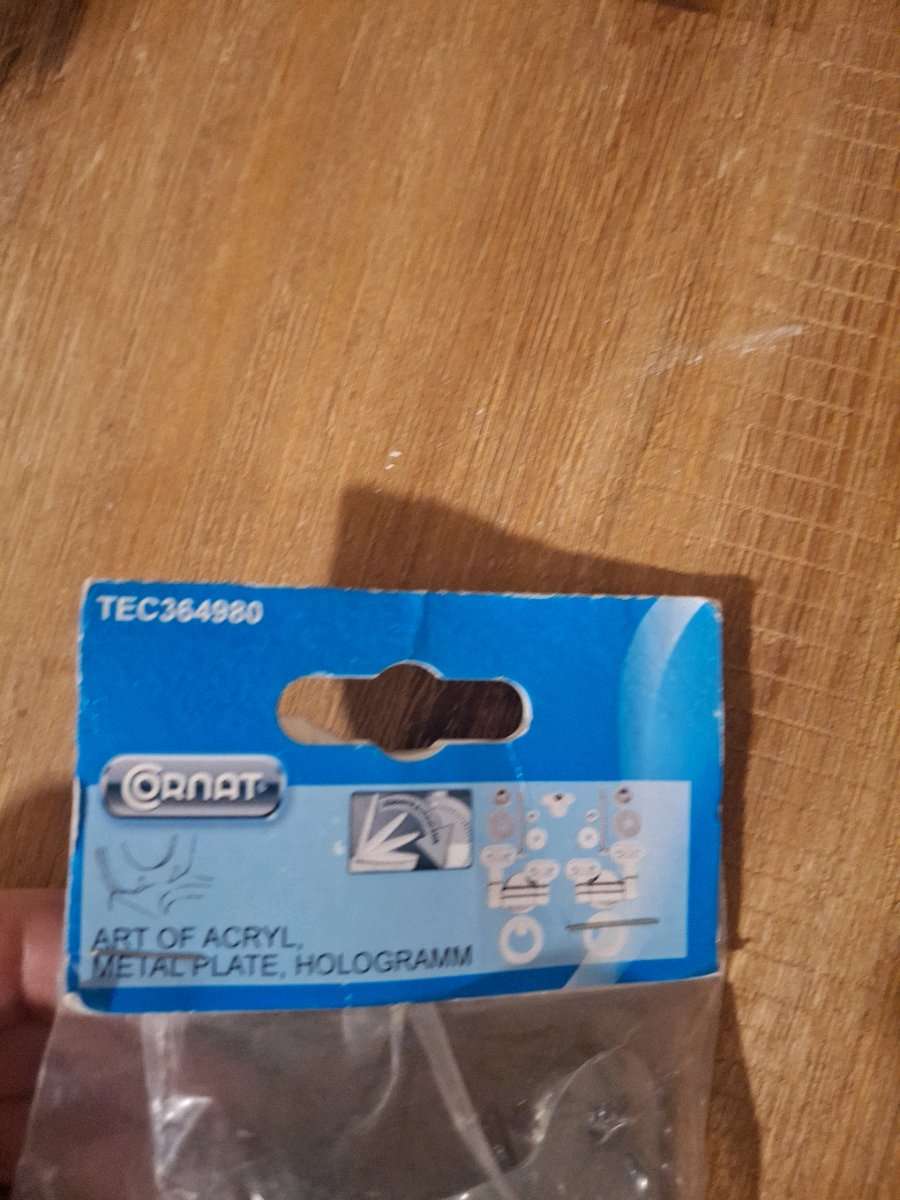 TEC364980
CORNAT
ART OF ACRYL,
METAL PLATE, HOLOGRAMM